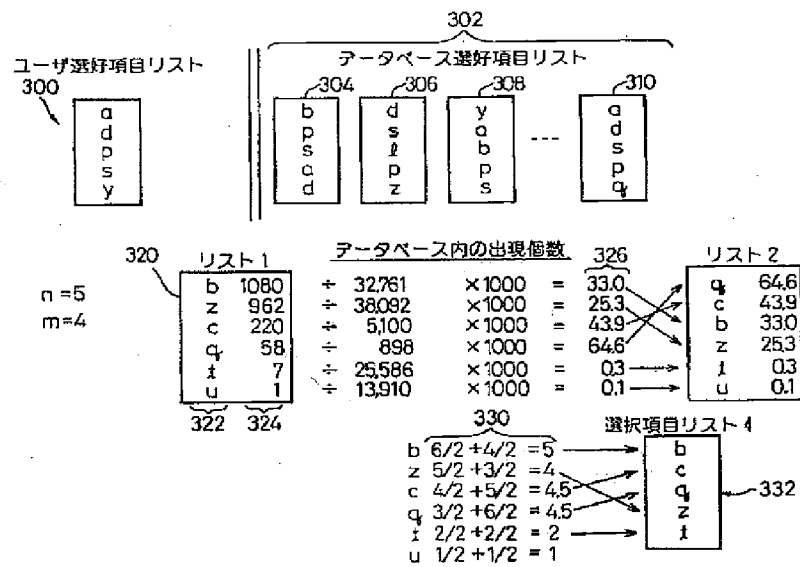 302
ユーザ選好項目リスト
300
a
d
p
s
y
データベース選好項目リスト
304
b
p
s
a
d
306
d
s
ℓ
p
z
308
y
a
b
p
s
---
310
a
d
s
p
q
n=5
m=4
320
リスト1
データベース内の出現個数
326
リスト2
b 1080 ÷ 32,761 ×1000 = 33.0
z 962 ÷ 38,092 ×1000 = 25.3
c 220 ÷ 5,100 ×1000 = 43.9
q 58 ÷ 898 ×1000 = 64.6
t 7 ÷ 25,586 ×1000 = 0.3
u 1 ÷ 13,910 ×1000 = 0.1
q 64.6
c 43.9
b 33.0
z 25.3
t 0.3
u 0.1
322 324
330
選択項目リスト1
b 6/2 +4/2 = 5
z 5/2 +3/2 = 4
c 4/2 +5/2 = 4.5
q 3/2 +6/2 = 4.5
t 2/2 +2/2 = 2
u 1/2 +1/2 = 1
b
c
q
z
t
332